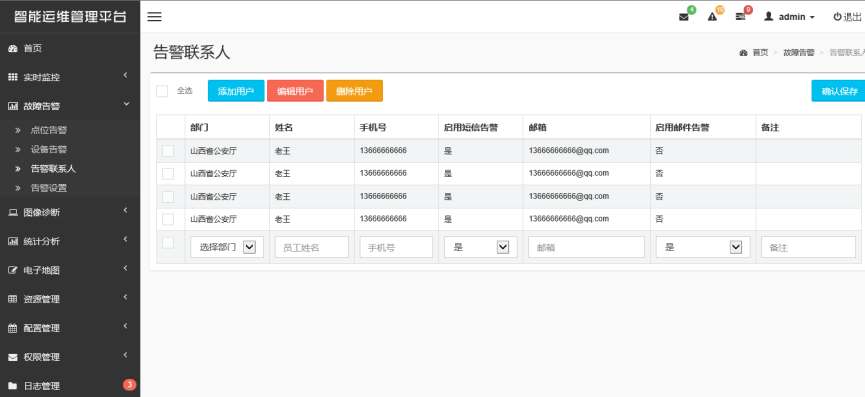 智能运维管理平台
4 10 9 admin 退出
首页
实时监控
故障告警
点位告警
设备告警
告警联系人
告警设置
图像诊断
统计分析
电子地图
资源管理
配置管理
权限管理
日志管理 3
告警联系人
首页 > 故障告警 > 告警联系人
全选 添加用户 编辑用户 删除用户 确认保存
部门 姓名 手机号 启用短信告警 邮箱 启用邮件告警 备注
山西省公安厅 老王 13666666666 是 13666666666@qq.com 否
山西省公安厅 老王 13666666666 是 13666666666@qq.com 否
山西省公安厅 老王 13666666666 是 13666666666@qq.com 否
山西省公安厅 老王 13666666666 是 13666666666@qq.com 否
选择部门 员工姓名 手机号 是 邮箱 是 备注